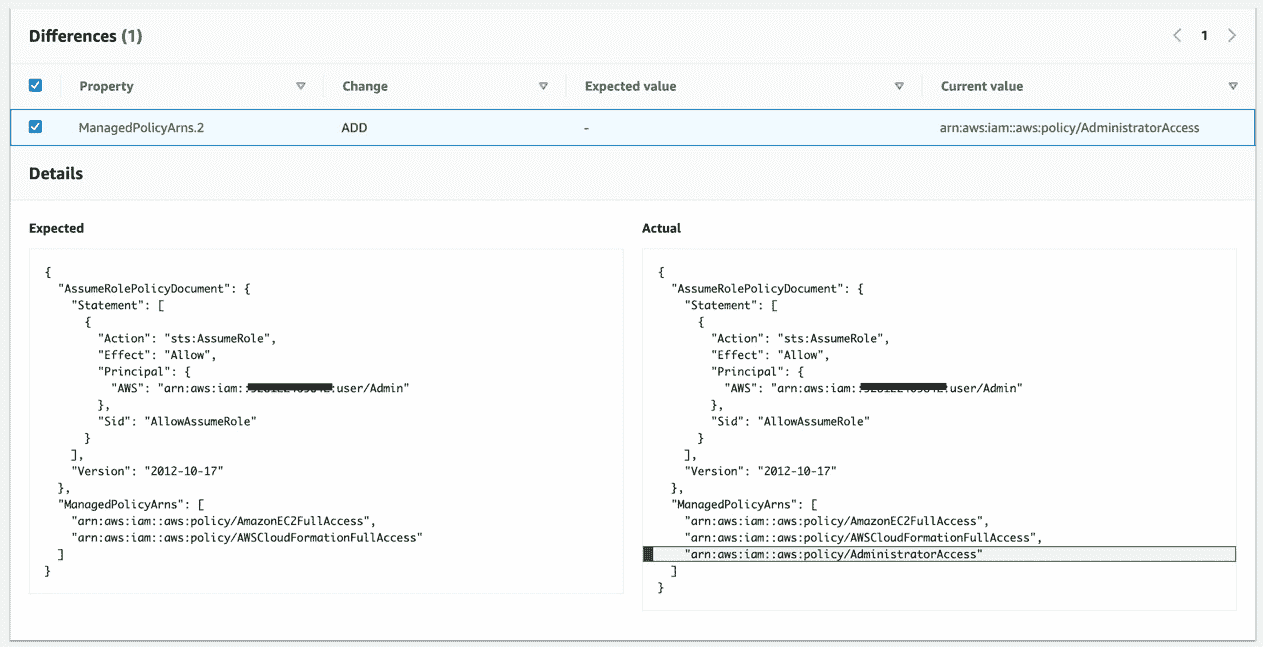 Differences (1)
1
Property Change Expected value Current value
ManagedPolicyArns.2 ADD - arn:aws:iam::aws:policy/AdministratorAccess
Details
Expected
{
"AssumeRolePolicyDocument": {
"Statement": [
{
"Action": "sts:AssumeRole",
"Effect": "Allow",
"Principal": {
"AWS": "arn:aws:iam: :user/Admin"
},
"Sid": "AllowAssumeRole"
}
],
"Version": "2012-10-17"
},
"ManagedPolicyArns": [
"arn:aws:iam::aws:policy/AmazonEC2FullAccess",
"arn:aws:iam::aws:policy/AWSCloudFormationFullAccess"
]
}
Actual
{
"AssumeRolePolicyDocument": {
"Statement": [
{
"Action": "sts:AssumeRole",
"Effect": "Allow",
"Principal": {
"AWS": "arn:aws:iam: :user/Admin"
},
"Sid": "AllowAssumeRole"
}
],
"Version": "2012-10-17"
},
"ManagedPolicyArns": [
"arn:aws:iam::aws:policy/AmazonEC2FullAccess",
"arn:aws:iam::aws:policy/AWSCloudFormationFullAccess",
"arn:aws:iam::aws:policy/AdministratorAccess"
]
}